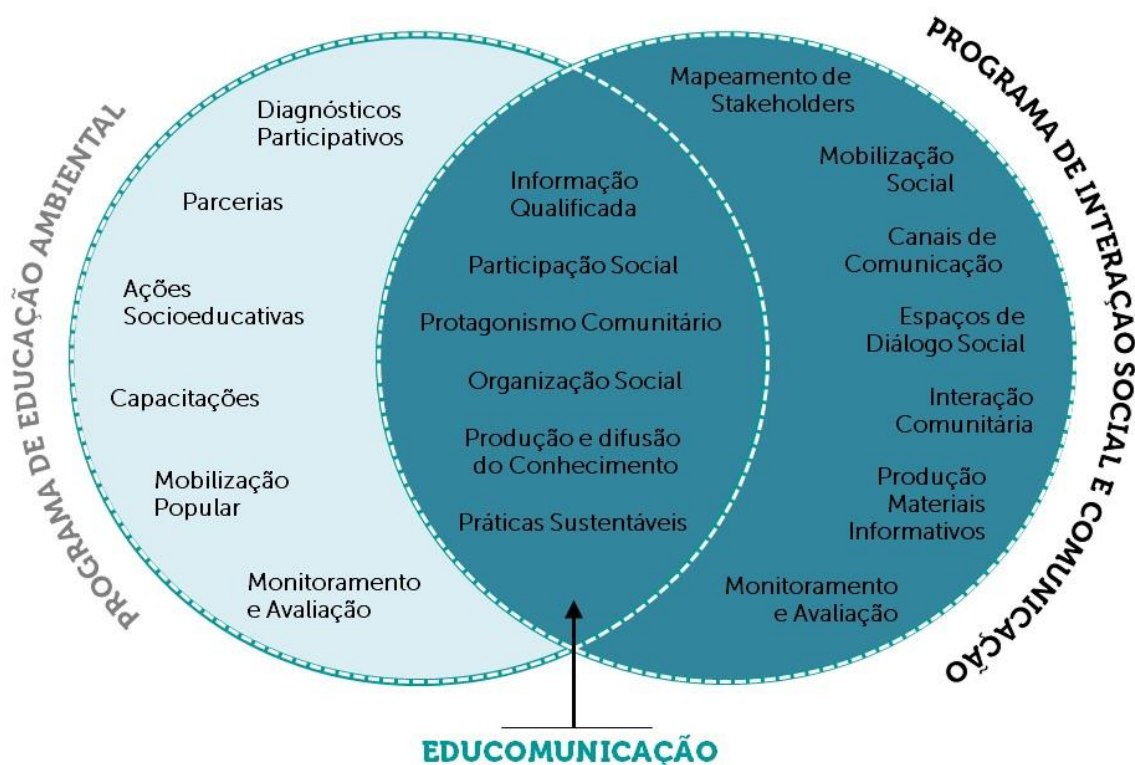 PROGRAMA DE EDUCAÇÃO AMBIENTAL
Diagnósticos
Participativos
Parcerias
Ações
Socioeducativas
Capacitações
Mobilização
Popular
Monitoramento
e Avaliação
Informação
Qualificada
Participação Social
Protagonismo Comunitário
Organização Social
Produção e difusão
do Conhecimento
Práticas Sustentáveis
Mapeamento de
Stakeholders
Mobilização
Social
Canais de
Comunicação
Espaços de
Diálogo Social
Interação
Comunitária
Produção
Materiais
Informativos
Monitoramento
e Avaliação
PROGRAMA DE INTERAÇÃO SOCIAL E COMUNICAÇÃO
EDUCOMUNICAÇÃO